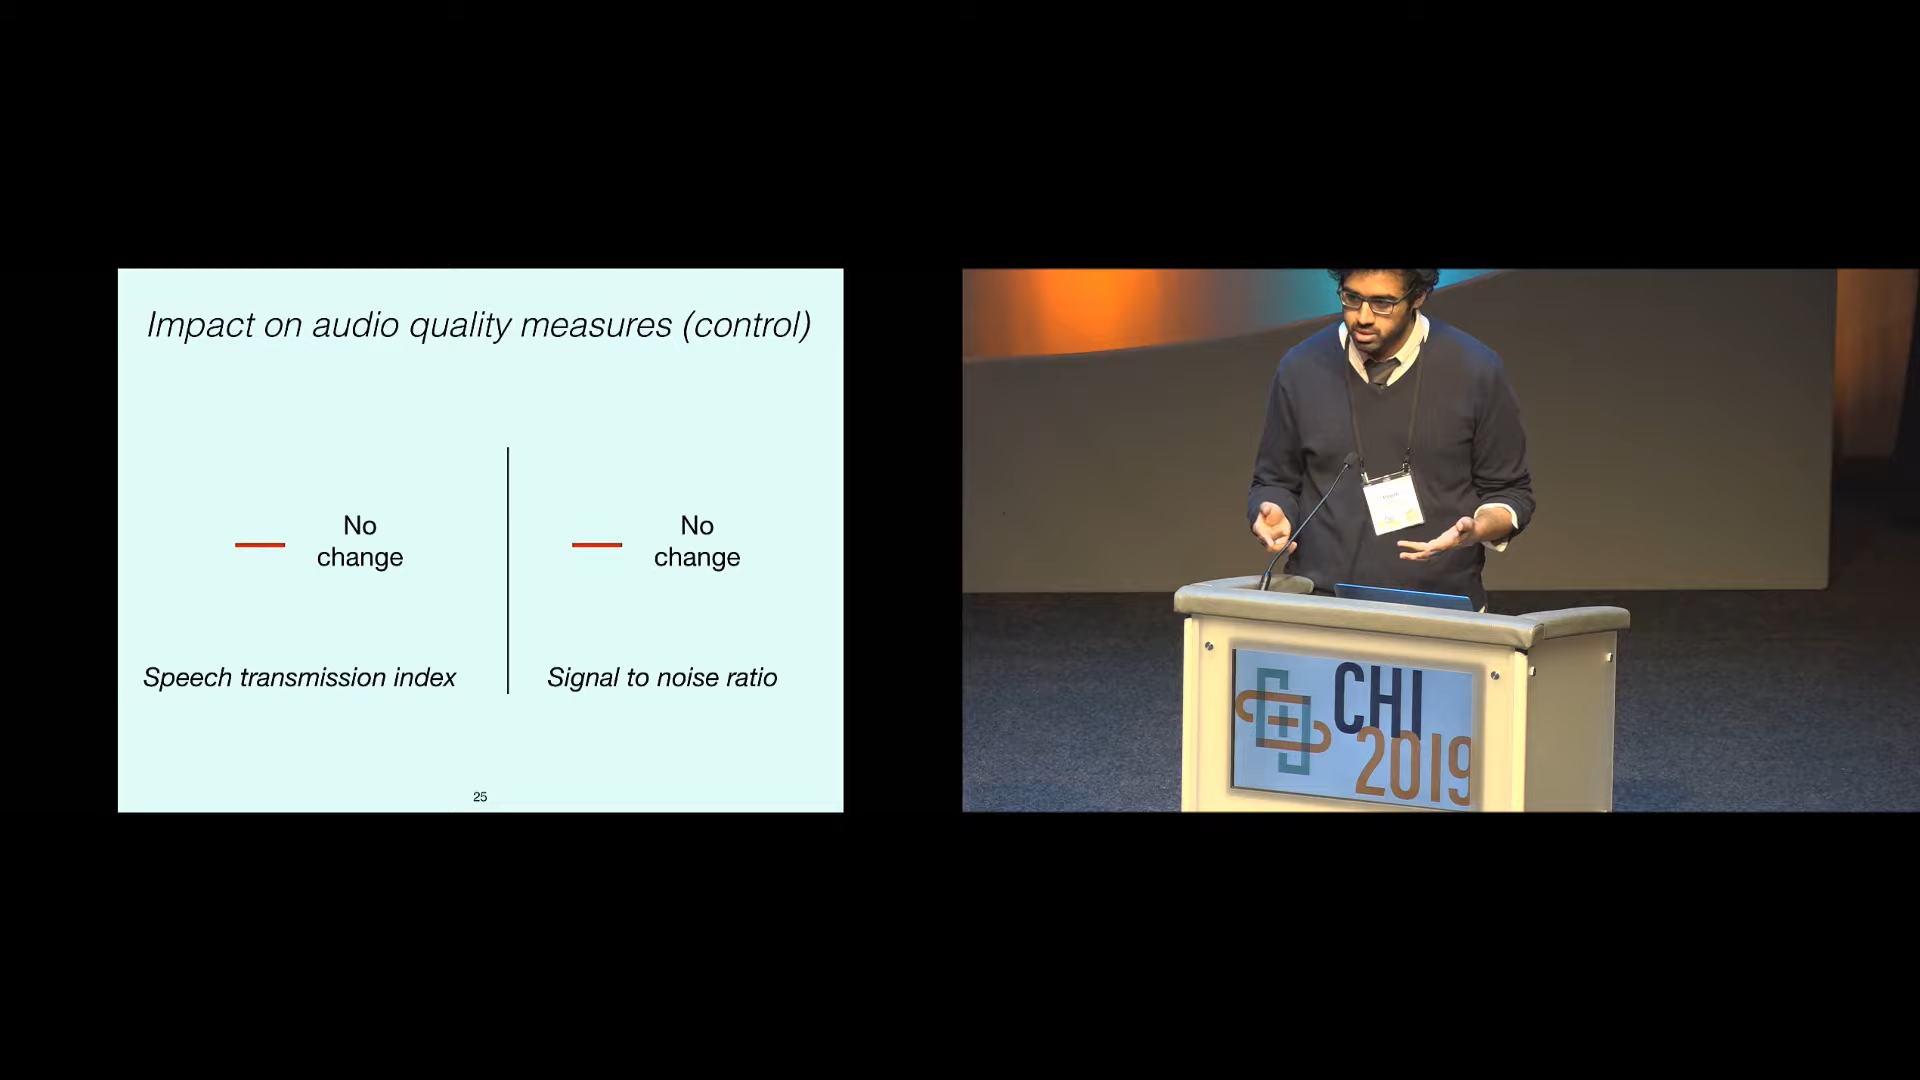 Impact on audio quality measures (control)
No
change
No
change
Speech transmission index
Signal to noise ratio
25
CHI
2019